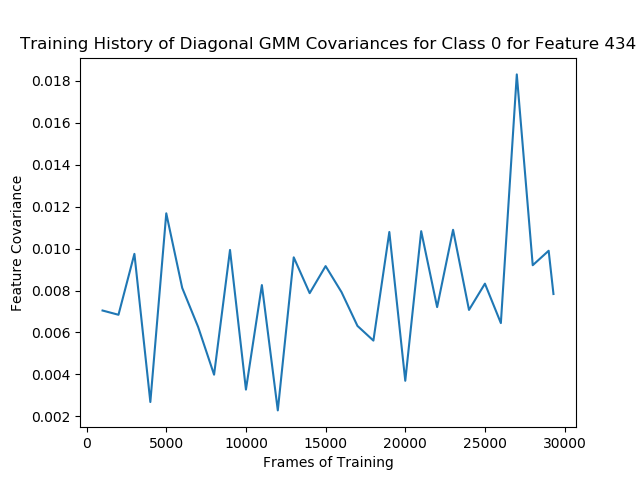 Training History of Diagonal GMM Covariances for Class 0 for Feature 434
0.018
0.016
0.014
0.012
0.010
0.008
0.006
0.004
0.002
Feature Covariance
0 5000 10000 15000 20000 25000 30000
Frames of Training